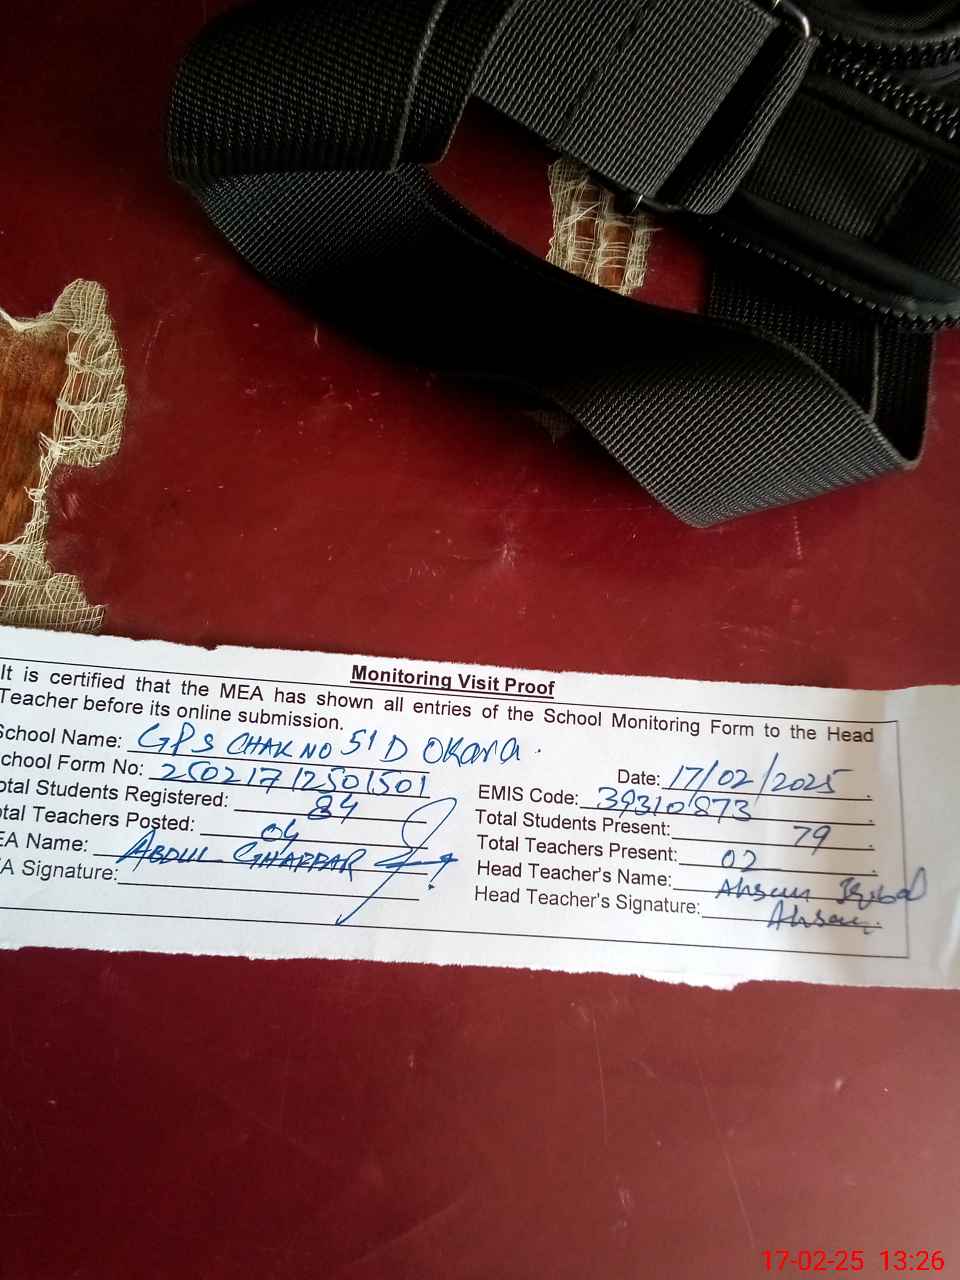 Monitoring Visit Proof
It is certified that the MEA has shown all entries of the School Monitoring Form to the Head
Teacher before its online submission.
School Name: GPS CHAK NO 51 D Okara.
Date: 17/02/2025
School Form No: 25021712501501
EMIS Code: 39310873
Total Students Registered: 84
Total Students Present: 79
Total Teachers Posted: 04
Total Teachers Present: 02
EA Name: ABDUL GHAFFAR
Head Teacher's Name: Ahsan Iqbal
A Signature:
Head Teacher's Signature: Ahsan
17-02-25 13:26